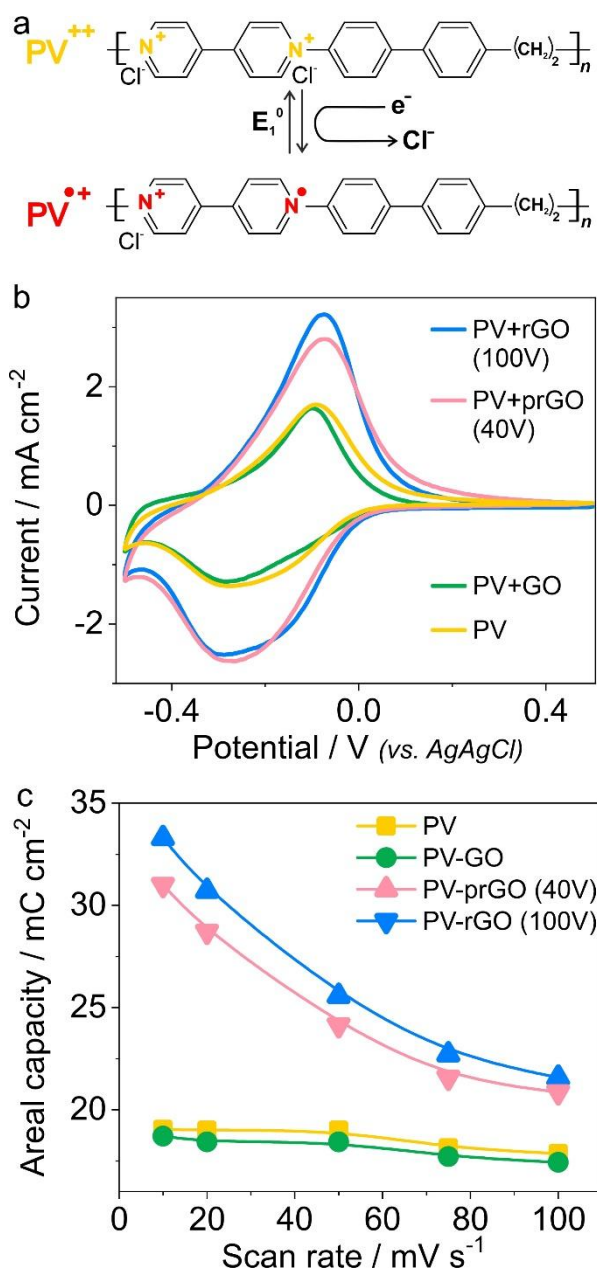 a
PV++
N+ N+ (CH2)2 n
Cl- Cl-
E1 0 e-
Cl-
PV•+
N+ N• (CH2)2 n
Cl-
b
PV+rGO
(100V)
PV+prGO
(40V)
PV+GO
PV
2
0
-2
Current / mA cm-2
-0.4 0.0 0.4
Potential / V (vs. AgAgCl)
c
PV
PV-GO
PV-prGO (40V)
PV-rGO (100V)
35
30
25
20
Areal capacity / mC cm-2
0 20 40 60 80 100
Scan rate / mV s-1